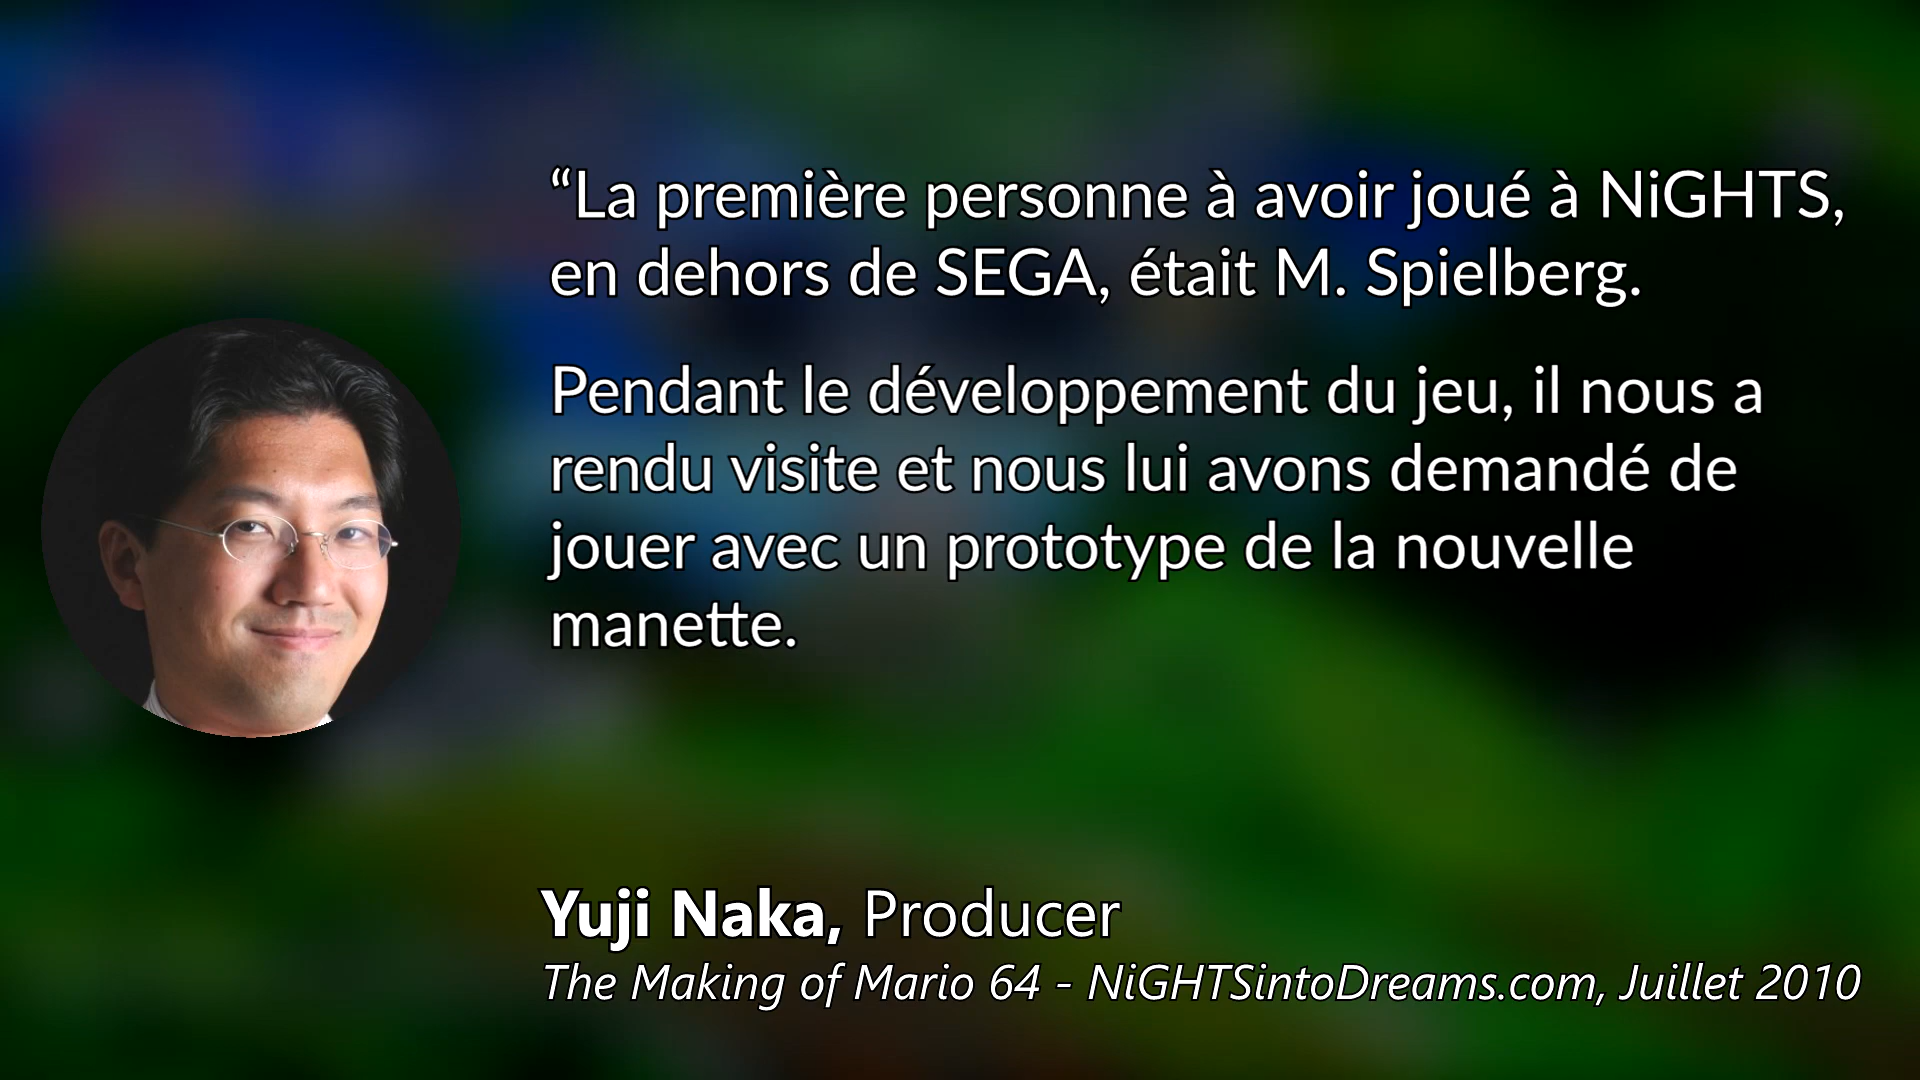 “La première personne à avoir joué à NiGHTS,
en dehors de SEGA, était M. Spielberg.
Pendant le développement du jeu, il nous a
rendu visite et nous lui avons demandé de
jouer avec un prototype de la nouvelle
manette.
Yuji Naka, Producer
The Making of Mario 64 - NiGHTSintoDreams.com, Juillet 2010